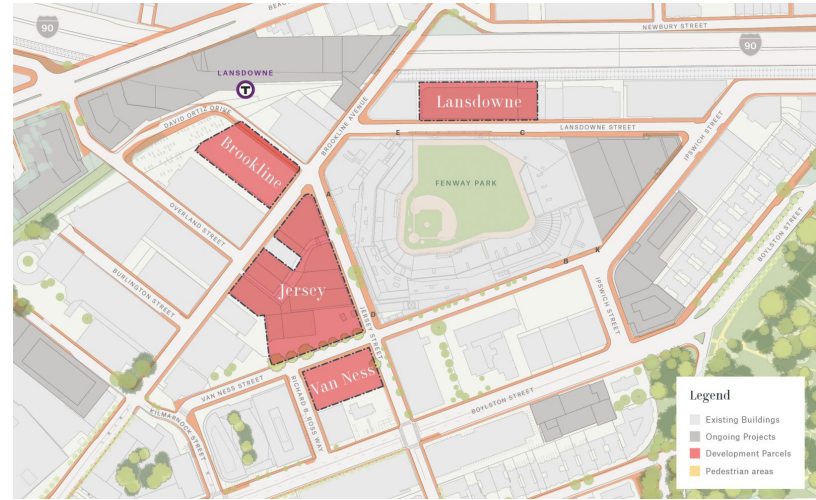 BEAC
90
NEWBURY STREET
90
LANSDOWNE
T
DAVID ORTIZ DRIVE
BROOKLINE AVENUE
Lansdowne
LANSDOWNE STREET
E
C
IPSWICH STREET
Brookline
FENWAY PARK
A
OVERLAND STREET
BOYLSTON STREET
B
K
BURLINGTON STREET
Jersey
IPSWICH STREET
D
JERSEY STREET
Van Ness
VAN NESS STREET
RICHARD B. ROSS WAY
KILMARNOCK STREET
BOYLSTON STREET
Legend
Existing Buildings
Ongoing Projects
Development Parcels
Pedestrian areas